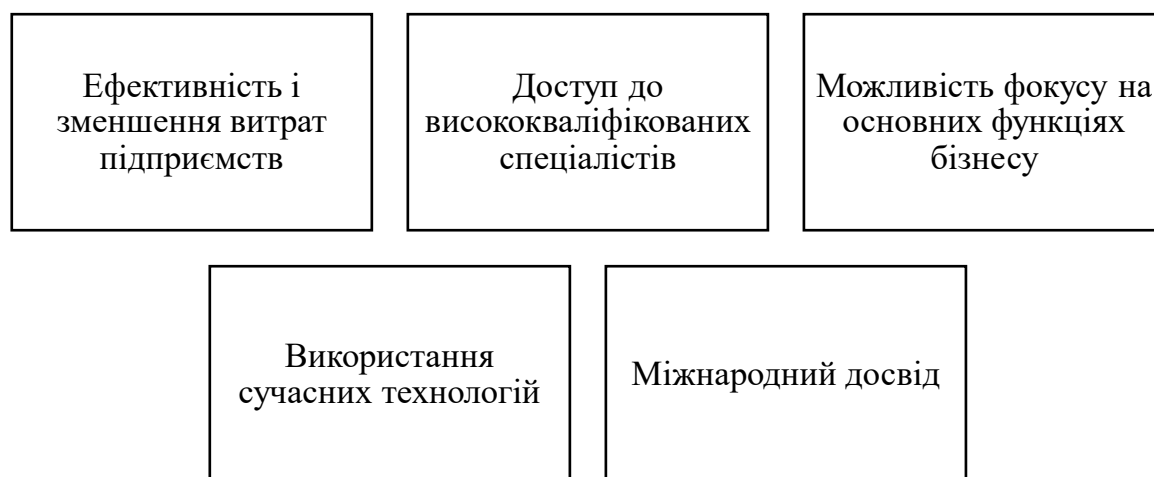 Ефективність і
зменшення витрат
підприємств
Доступ до
висококваліфікованих
спеціалістів
Можливість фокусу на
основних функціях
бізнесу
Використання
сучасних технологій
Міжнародний досвід